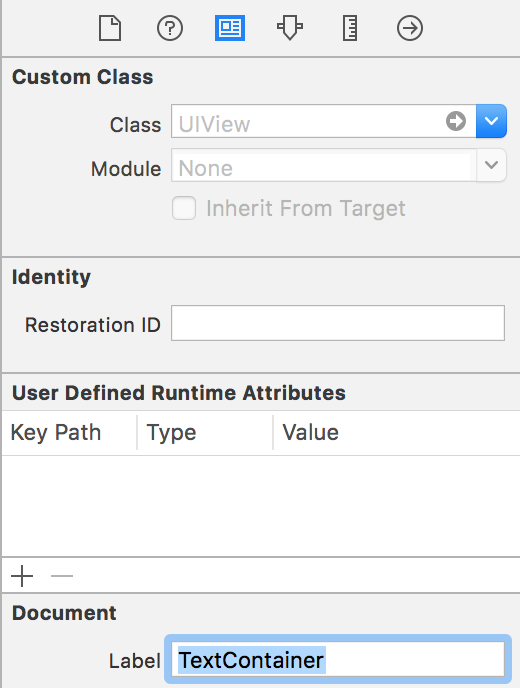 Custom Class
Class UIView
Module None
Inherit From Target
Identity
Restoration ID
User Defined Runtime Attributes
Key Path Type Value
Document
Label TextContainer